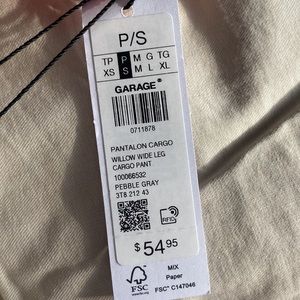 P/S
TP P M G TG
XS S M L XL
GARAGE®
0711878
PANTALON CARGO
WILLOW WIDE LEG
CARGO PANT
100066532
PEBBLE GRAY
3T8 212 43
RFID
$54.95
FSC
MIX
Paper
FSC® C147046